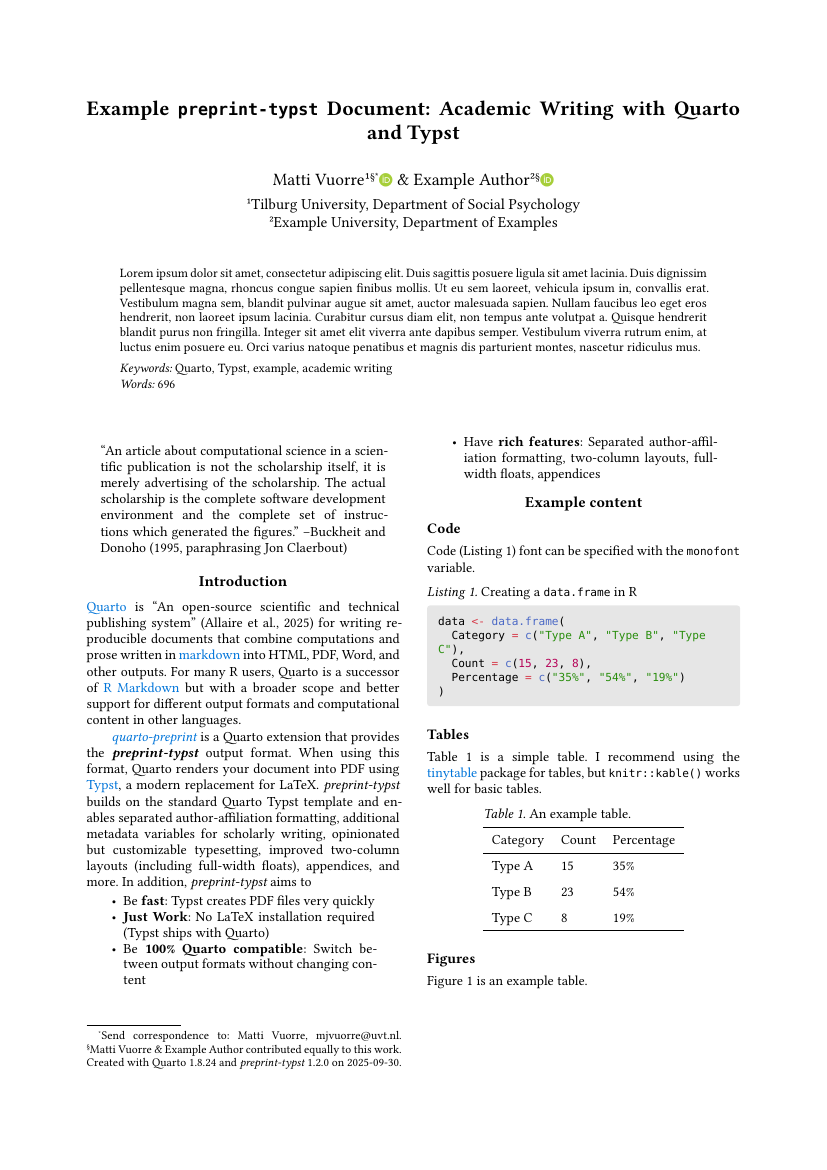 Example preprint-typst Document: Academic Writing with Quarto
and Typst
Matti Vuorre¹§* & Example Author²§
¹Tilburg University, Department of Social Psychology
²Example University, Department of Examples
Lorem ipsum dolor sit amet, consectetur adipiscing elit. Duis sagittis posuere ligula sit amet lacinia. Duis dignissim
pellentesque magna, rhoncus congue sapien finibus mollis. Ut eu sem laoreet, vehicula ipsum in, convallis erat.
Vestibulum magna sem, blandit pulvinar augue sit amet, auctor malesuada sapien. Nullam faucibus leo eget eros
hendrerit, non laoreet ipsum lacinia. Curabitur cursus diam elit, non tempus ante volutpat a. Quisque hendrerit
blandit purus non fringilla. Integer sit amet elit viverra ante dapibus semper. Vestibulum viverra rutrum enim, at
luctus enim posuere eu. Orci varius natoque penatibus et magnis dis parturient montes, nascetur ridiculus mus.
Keywords: Quarto, Typst, example, academic writing
Words: 696
“An article about computational science in a scien-
tific publication is not the scholarship itself, it is
merely advertising of the scholarship. The actual
scholarship is the complete software development
environment and the complete set of instruc-
tions which generated the figures.” –Buckheit and
Donoho (1995, paraphrasing Jon Claerbout)
Introduction
Quarto is “An open-source scientific and technical
publishing system” (Allaire et al., 2025) for writing re-
producible documents that combine computations and
prose written in markdown into HTML, PDF, Word, and
other outputs. For many R users, Quarto is a successor
of R Markdown but with a broader scope and better
support for different output formats and computational
content in other languages.
quarto-preprint is a Quarto extension that provides
the preprint-typst output format. When using this
format, Quarto renders your document into PDF using
Typst, a modern replacement for LaTeX. preprint-typst
builds on the standard Quarto Typst template and en-
ables separated author-affiliation formatting, additional
metadata variables for scholarly writing, opinionated
but customizable typesetting, improved two-column
layouts (including full-width floats), appendices, and
more. In addition, preprint-typst aims to
• Be fast: Typst creates PDF files very quickly
• Just Work: No LaTeX installation required
(Typst ships with Quarto)
• Be 100% Quarto compatible: Switch be-
tween output formats without changing con-
tent
*Send correspondence to: Matti Vuorre, mjvuorre@uvt.nl.
§Matti Vuorre & Example Author contributed equally to this work.
Created with Quarto 1.8.24 and preprint-typst 1.2.0 on 2025-09-30.
• Have rich features: Separated author-affil-
iation formatting, two-column layouts, full-
width floats, appendices
Example content
Code
Code (Listing 1) font can be specified with the monofont
variable.
Listing 1. Creating a data.frame in R
data <- data.frame(
  Category = c("Type A", "Type B", "Type
C"),
  Count = c(15, 23, 8),
  Percentage = c("35%", "54%", "19%")
)
Tables
Table 1 is a simple table. I recommend using the
tinytable package for tables, but knitr::kable() works
well for basic tables.
Table 1. An example table.
Category Count Percentage
Type A 15 35%
Type B 23 54%
Type C 8 19%
Figures
Figure 1 is an example table.